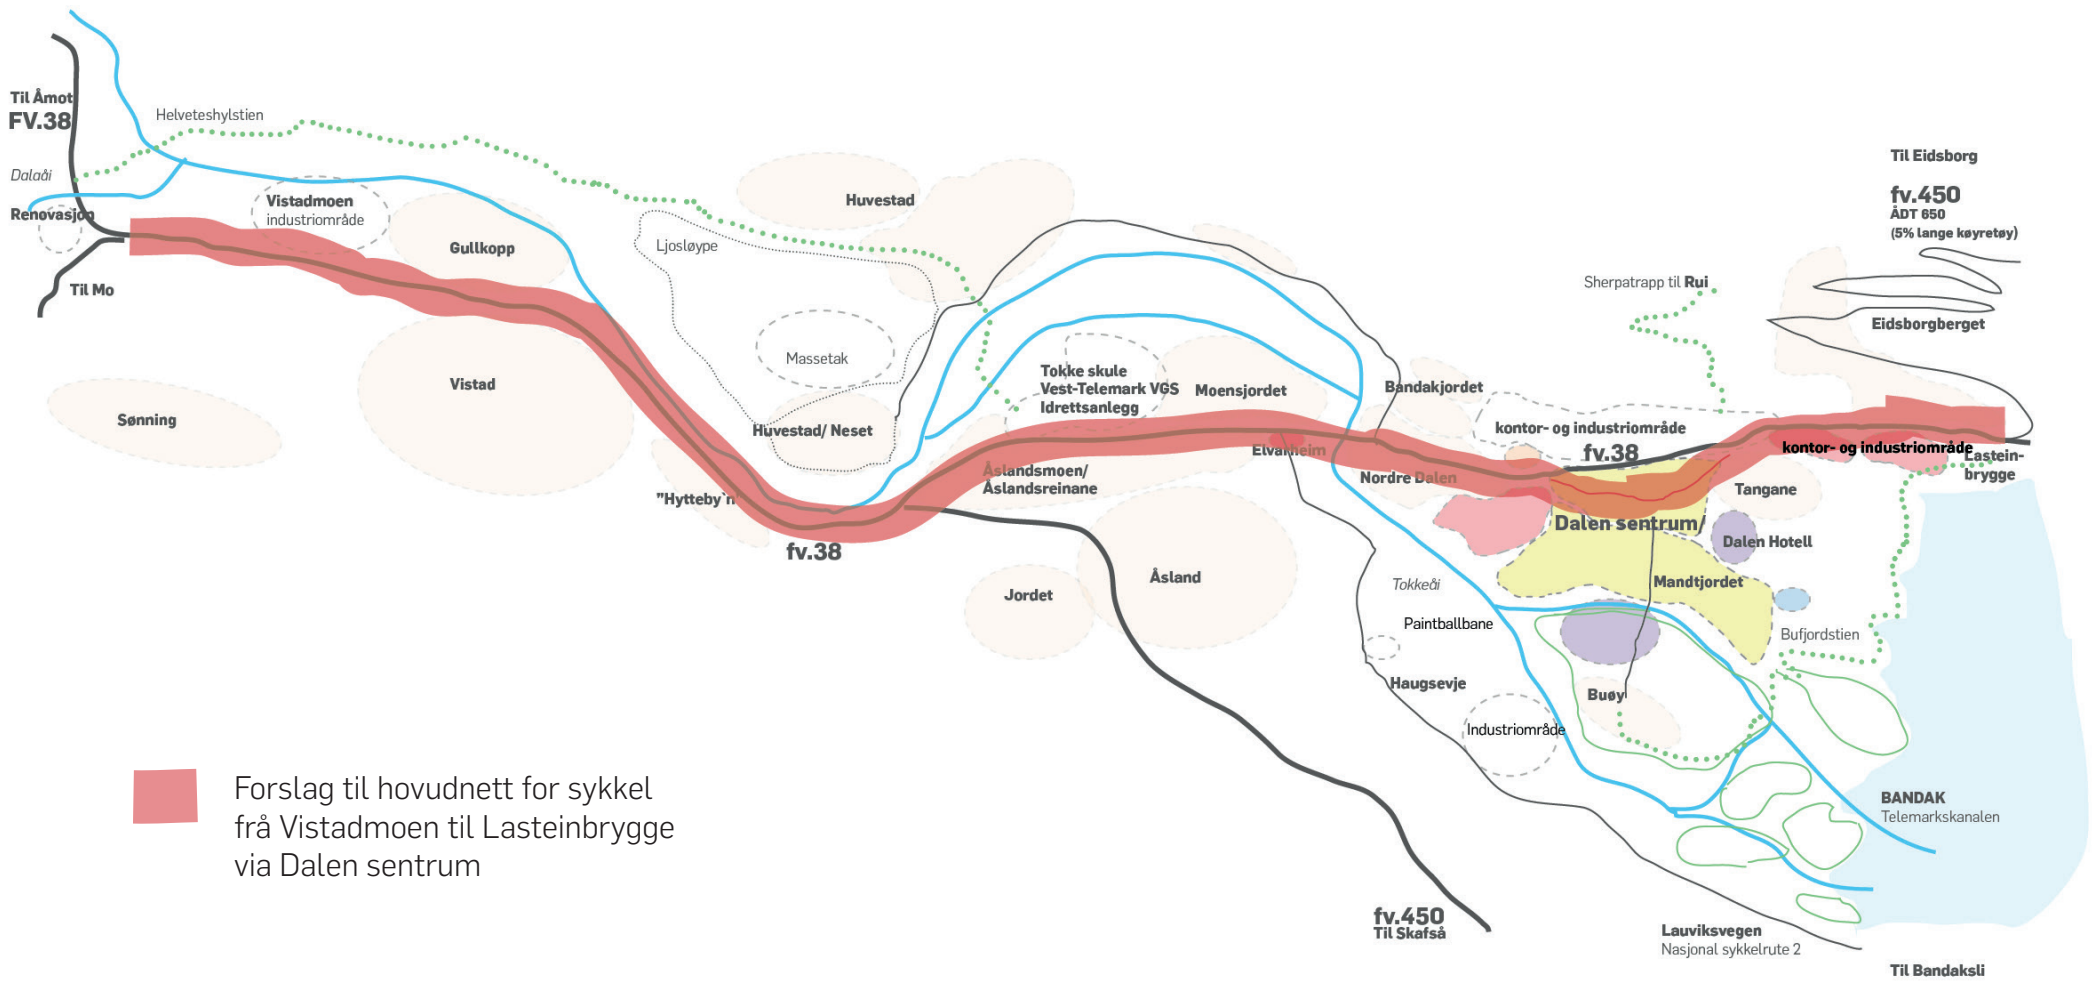 Til Åmot
FV.38
Helveteshylstien
Dalaåi
Renovasjon
Til Mo
Vistadmoen
industriområde
Gullkopp
Vistad
Sønning
Ljosløype
Massetak
Huvestad
Huvestad/ Neset
"Hytteby`n
fv.38
Åslandsmoen/
Åslandsreinane
Tokke skule
Vest-Telemark VGS
Idrettsanlegg
Moensjordet
Elvarheim
Jordet
Åsland
Bandakjordet
Nordre Dalen
kontor- og industriområde
fv.38
Sherpatrapp til Rui
Til Eidsborg
fv.450
ÅDT 650
(5% lange køyretøy)
Eidsborgberget
kontor- og industriområde
Lastein-
brygge
Tangane
Dalen sentrum/
Dalen Hotell
Mandtjordet
Tokkeåi
Paintballbane
Haugsevje
Industriområde
Buøy
Bufjordstien
BANDAK
Telemarkskanalen
fv.450
Til Skafså
Lauviksvegen
Nasjonal sykkelrute 2
Til Bandaksli
Forslag til hovudnett for sykkel
frå Vistadmoen til Lasteinbrygge
via Dalen sentrum